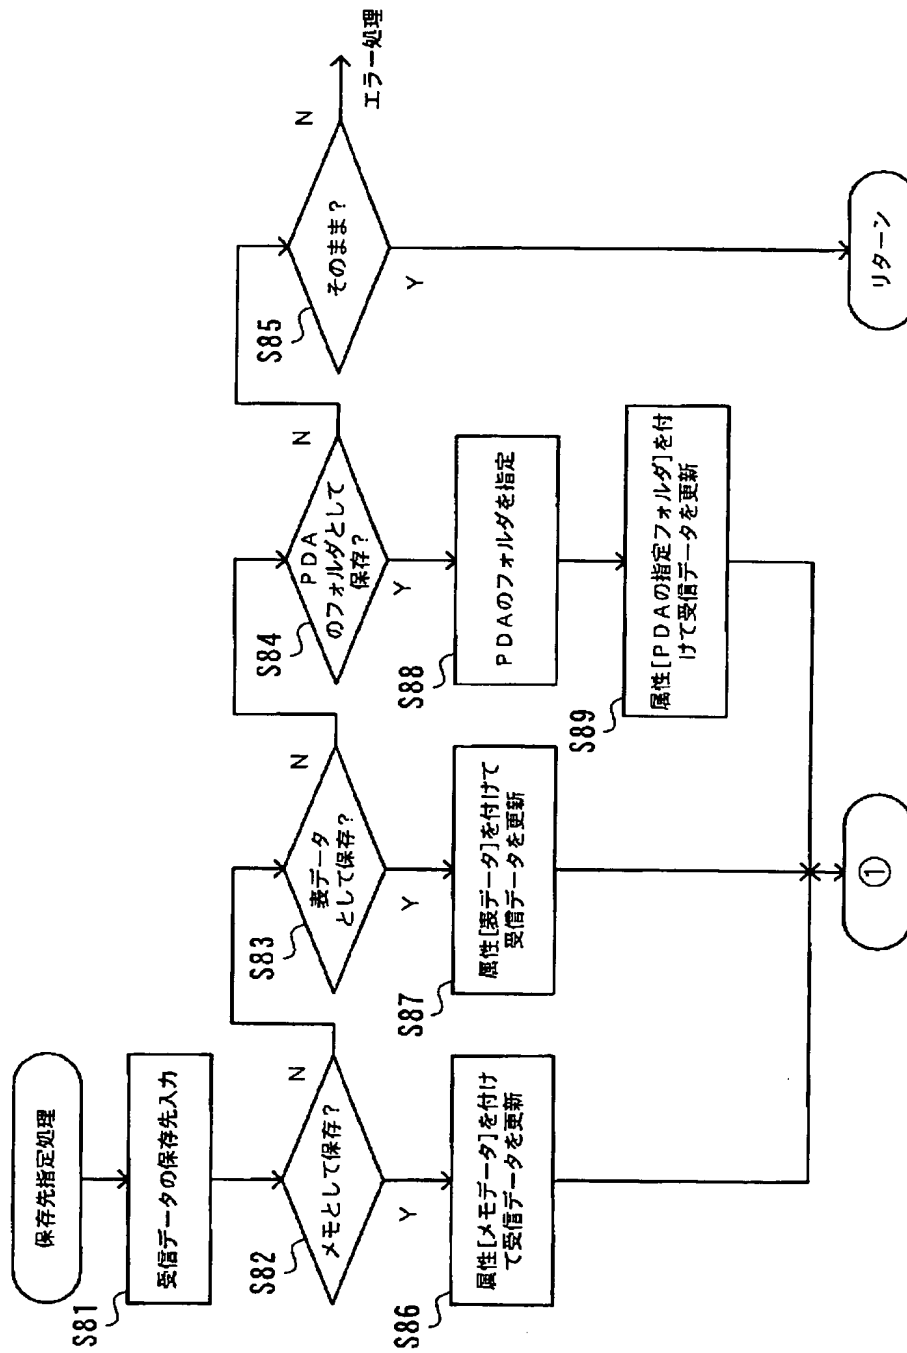 保存先指定処理
S81
受信データの保存先入力
S82
メモとして保存？
N
Y
S86
属性[メモデータ]を付け
て受信データを更新
S83
表データ
として保存？
N
Y
S87
属性[表データ]を付けて
受信データを更新
S84
PDA
のフォルダとして
保存？
N
Y
S88
PDAのフォルダを指定
S89
属性[PDAの指定フォルダ]を付
けて受信データを更新
S85
そのまま？
N
エラー処理
Y
①
リターン